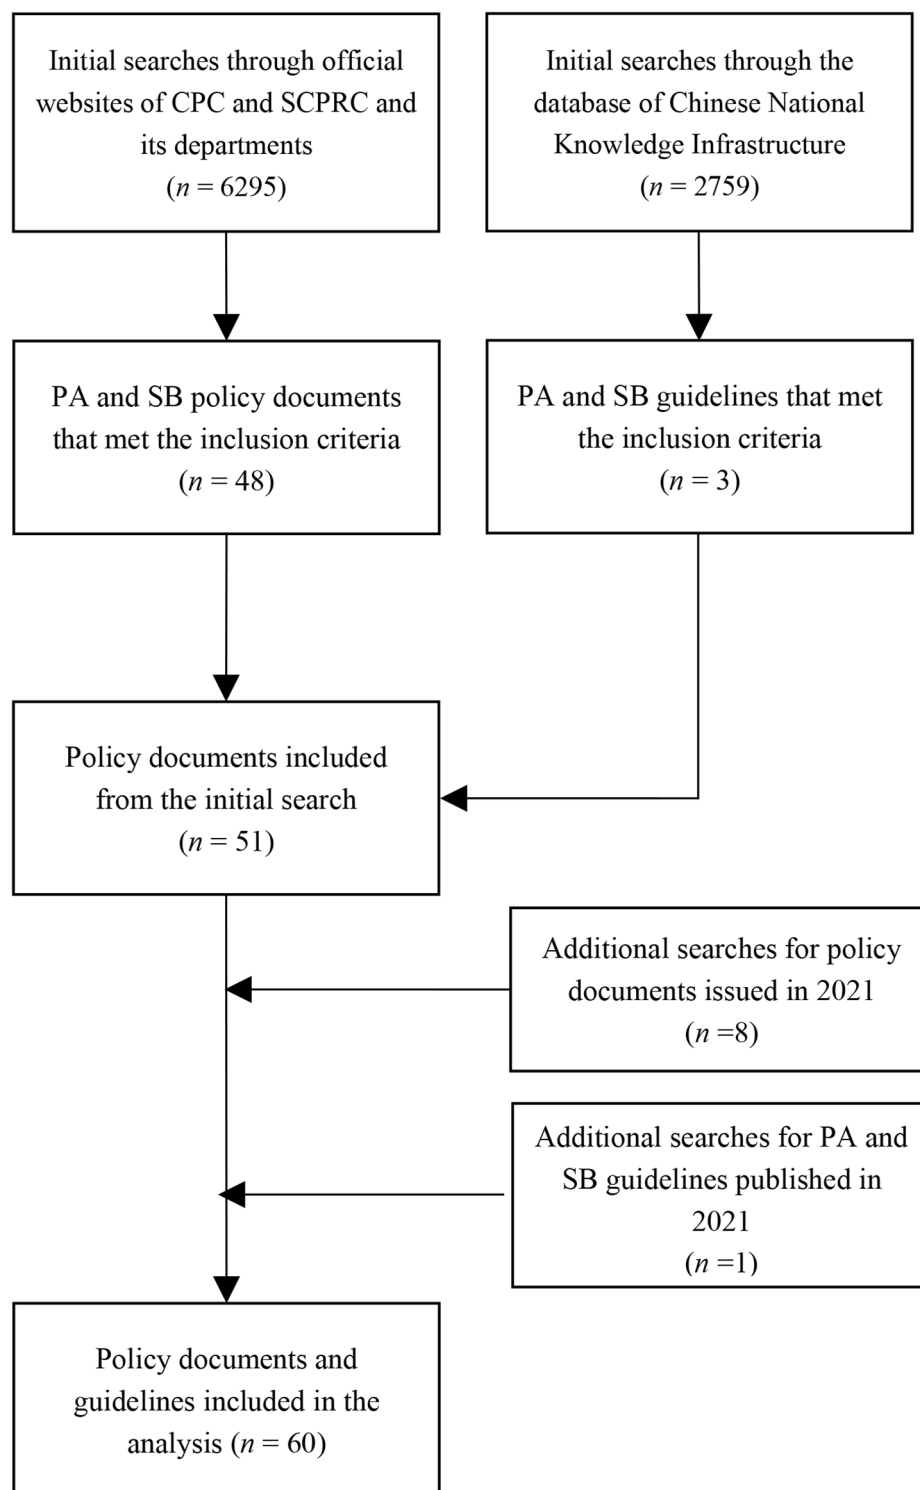 Initial searches through official
websites of CPC and SCPRC and
its departments
(n = 6295)
Initial searches through the
database of Chinese National
Knowledge Infrastructure
(n = 2759)
PA and SB policy documents
that met the inclusion criteria
(n = 48)
PA and SB guidelines that met
the inclusion criteria
(n = 3)
Policy documents included
from the initial search
(n = 51)
Additional searches for policy
documents issued in 2021
(n =8)
Additional searches for PA and
SB guidelines published in
2021
(n =1)
Policy documents and
guidelines included in the
analysis (n = 60)